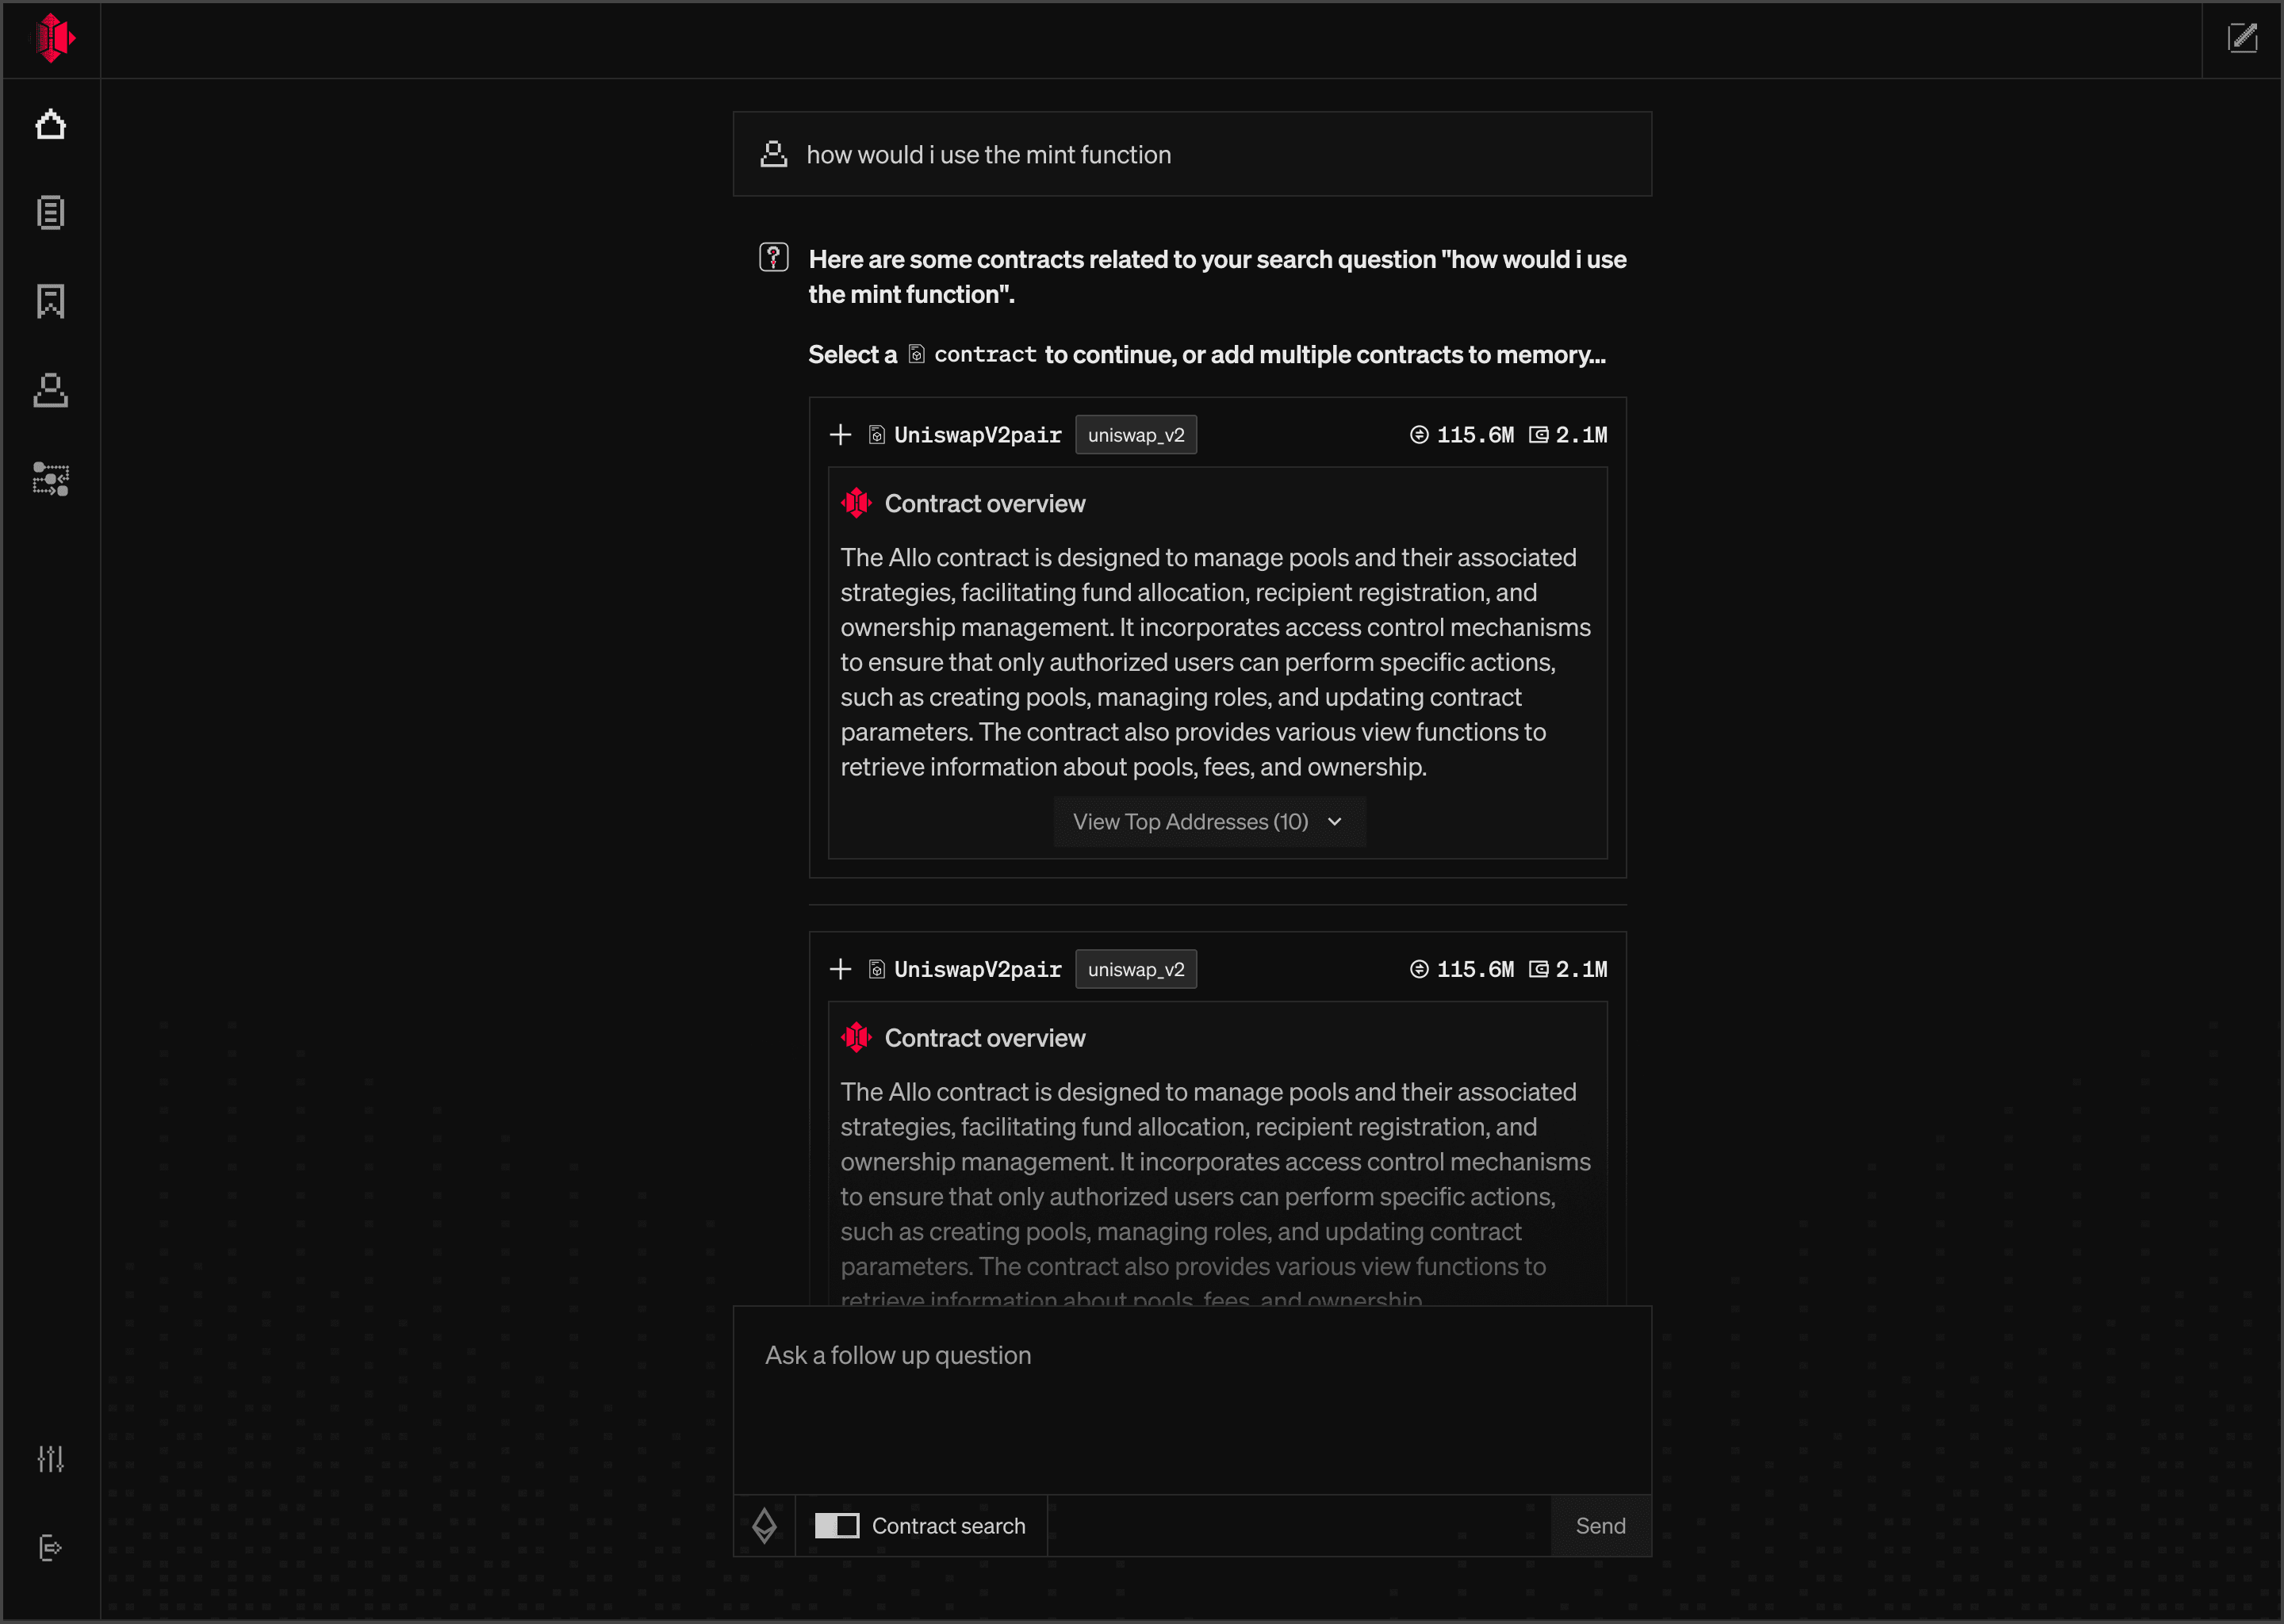 how would i use the mint function
Here are some contracts related to your search question "how would i use
the mint function".
Select a contract to continue, or add multiple contracts to memory...
UniswapV2pair uniswap_v2 115.6M 2.1M
Contract overview
The Allo contract is designed to manage pools and their associated
strategies, facilitating fund allocation, recipient registration, and
ownership management. It incorporates access control mechanisms
to ensure that only authorized users can perform specific actions,
such as creating pools, managing roles, and updating contract
parameters. The contract also provides various view functions to
retrieve information about pools, fees, and ownership.
View Top Addresses (10)
UniswapV2pair uniswap_v2 115.6M 2.1M
Contract overview
The Allo contract is designed to manage pools and their associated
strategies, facilitating fund allocation, recipient registration, and
ownership management. It incorporates access control mechanisms
to ensure that only authorized users can perform specific actions,
such as creating pools, managing roles, and updating contract
parameters. The contract also provides various view functions to
retrieve information about pools, fees, and ownership.
Ask a follow up question
Contract search
Send